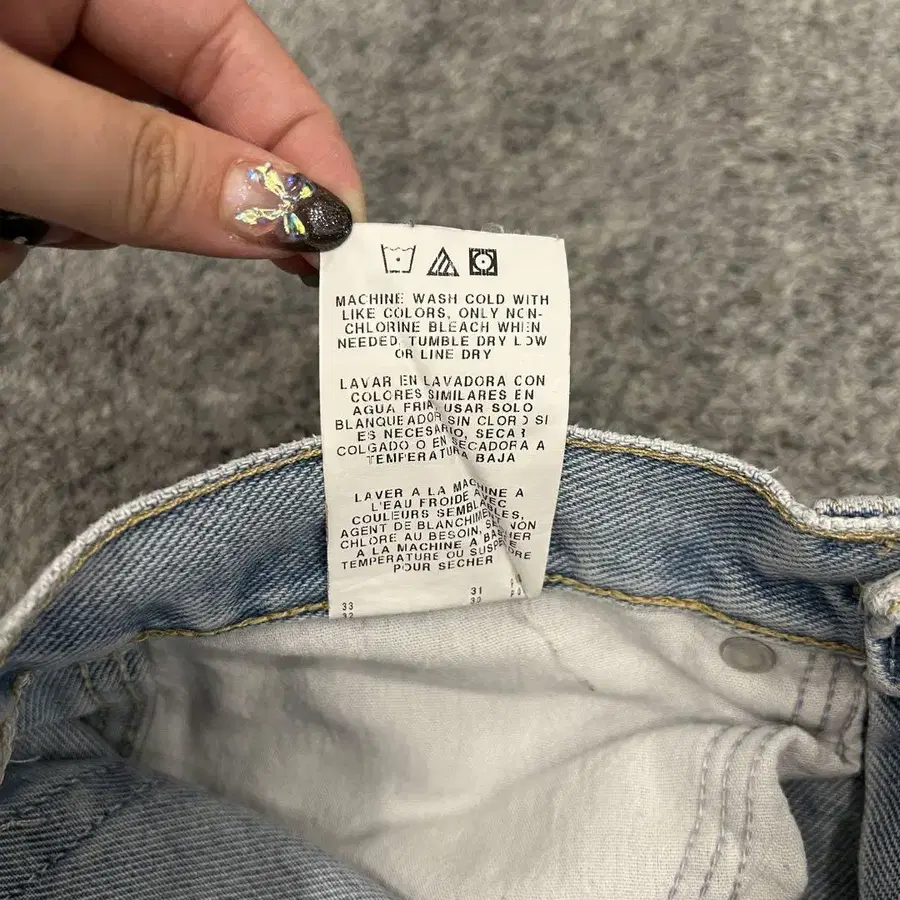 MACHINE WASH COLD WITH
LIKE COLORS, ONLY NON-
CHLORINE BLEACH WHEN
NEEDED, TUMBLE DRY LOW
OR LINE DRY
LAVAR EN LAVADORA CON
COLORES SIMILARES EN
AGUA FRIA, USAR SOLO
BLANQUEADOR SIN CLORO SI
ES NECESARIO, SECAR
COLGADO O EN SECADORA A
TEMPERATURA BAJA
LAVER A LA MACHINE A
L'EAU FROIDE AVEC
COULEURS SEMBLABLES,
AGENT DE BLANCHIMENT, SI NON
CHLORE AU BESOIN, SECHER
A LA MACHINE A BASSE
TEMPERATURE OU SUSPENDRE
POUR SECHER
33 31